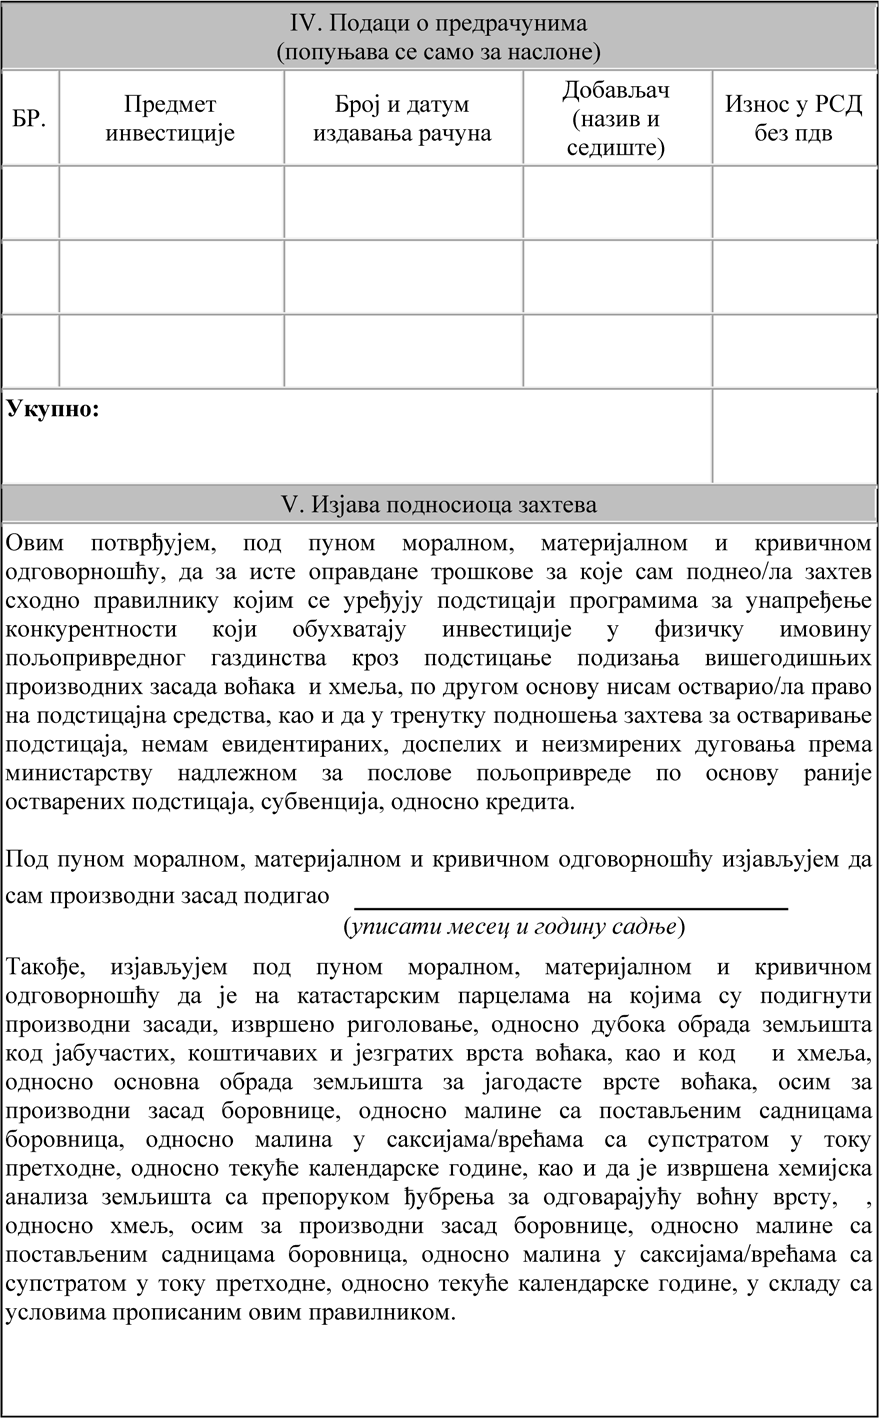 IV. Подаци о предрачунима
(попуњава се само за наслоне)
БР.
Предмет
инвестиције
Број и датум
издавања рачуна
Добављач
(назив и
седиште)
Износ у РСД
без пдв
Укупно:
V. Изјава подносиоца захтева
Овим потврђујем, под пуном моралном, материјалном и кривичном
одговорношћу, да за исте оправдане трошкове за које сам поднео/ла захтев
сходно правилнику којим се уређују подстицаји програмима за унапређење
конкурентности који обухватају инвестиције у физичку имовину
пољопривредног газдинства кроз подстицање подизања вишегодишњих
производних засада воћака и хмеља, по другом основу нисам остварио/ла право
на подстицајна средства, као и да у тренутку подношења захтева за остваривање
подстицаја, немам евидентираних, доспелих и неизмирених дуговања према
министарству надлежном за послове пољопривреде по основу раније
остварених подстицаја, субвенција, односно кредита.
Под пуном моралном, материјалном и кривичном одговорношћу изјављујем да
сам производни засад подигао
(уписати месец и годину садње)
Такође, изјављујем под пуном моралном, материјалном и кривичном
одговорношћу да је на катастарским парцелама на којима су подигнути
производни засади, извршено риголовање, односно дубока обрада земљишта
код јабучастих, коштичавих и језгратих врста воћака, као и код и хмеља,
односно основна обрада земљишта за јагодасте врсте воћака, осим за
производни засад боровнице, односно малине са постављеним садницама
боровница, односно малина у саксијама/врећама са супстратом у току
претходне, односно текуће календарске године, као и да је извршена хемијска
анализа земљишта са препоруком ђубрења за одговарајућу воћну врсту, ,
односно хмељ, осим за производни засад боровнице, односно малине са
постављеним садницама боровница, односно малина у саксијама/врећама са
супстратом у току претходне, односно текуће календарске године, у складу са
условима прописаним овим правилником.